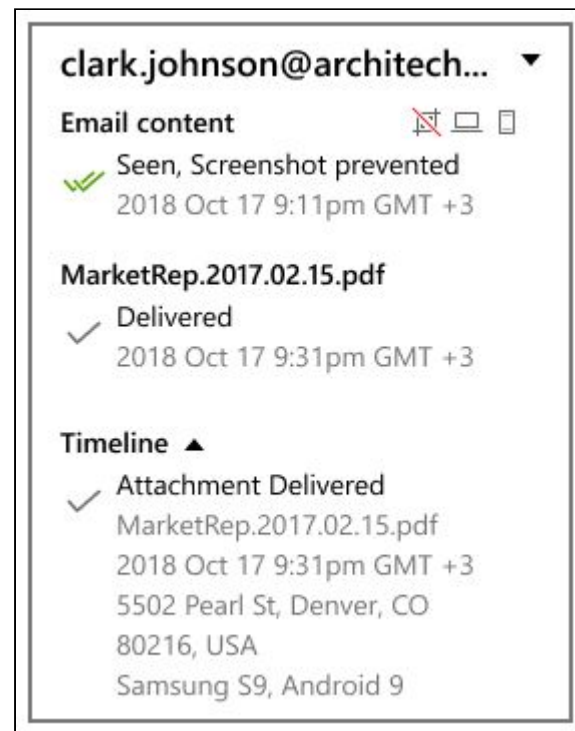 clark.johnson@architech...
Email content
Seen, Screenshot prevented
2018 Oct 17 9:11pm GMT +3
MarketRep.2017.02.15.pdf
Delivered
2018 Oct 17 9:31pm GMT +3
Timeline
Attachment Delivered
MarketRep.2017.02.15.pdf
2018 Oct 17 9:31pm GMT +3
5502 Pearl St, Denver, CO
80216, USA
Samsung S9, Android 9